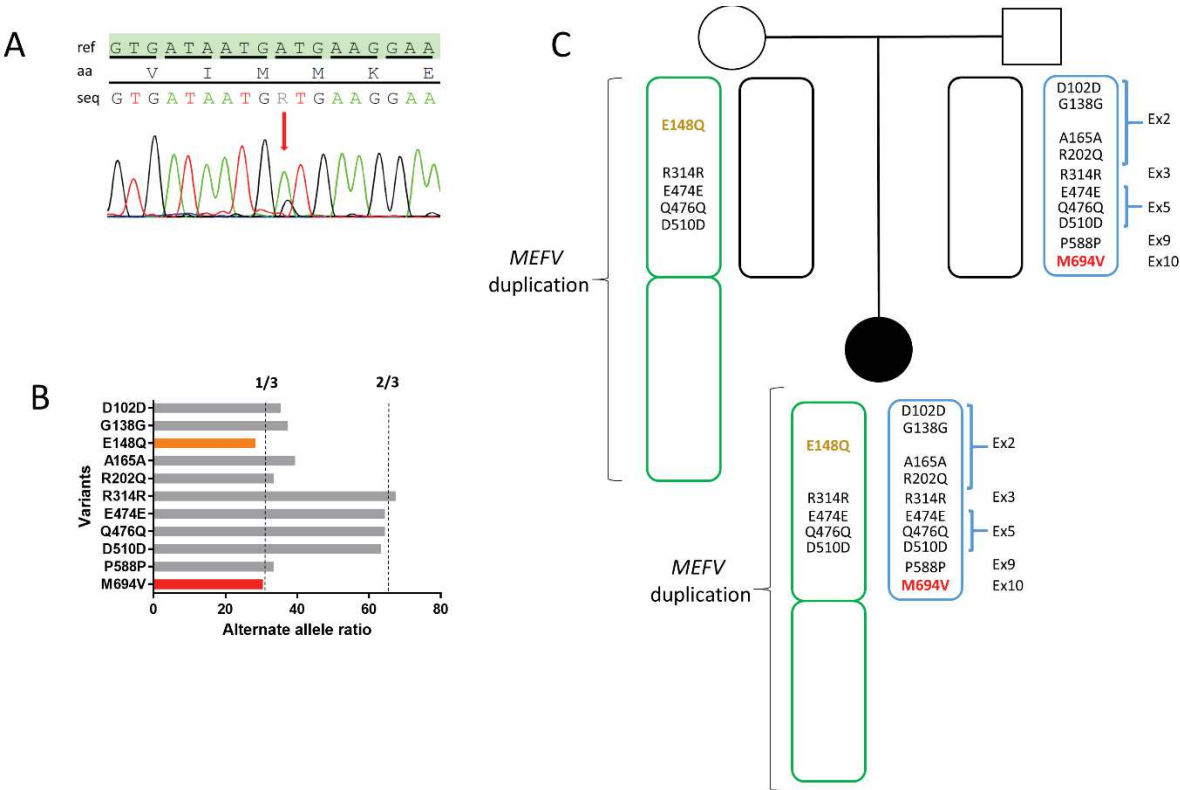 A
ref GTGATAATGATGAAGGAA
aa V I M M K E
seq GTGATAATGRTGAAGGAA
B
1/3 2/3
D102D
G138G
E148Q
A165A
R202Q
R314R
E474E
Q476Q
D510D
P588P
M694V
Variants
0 20 40 60 80
Alternate allele ratio
C
MEFV
duplication
E148Q
R314R
E474E
Q476Q
D510D
D102D
G138G
A165A
R202Q
R314R
E474E
Q476Q
D510D
P588P
M694V
Ex2
Ex3
Ex5
Ex9
Ex10
MEFV
duplication
E148Q
R314R
E474E
Q476Q
D510D
D102D
G138G
A165A
R202Q
R314R
E474E
Q476Q
D510D
P588P
M694V
Ex2
Ex3
Ex5
Ex9
Ex10